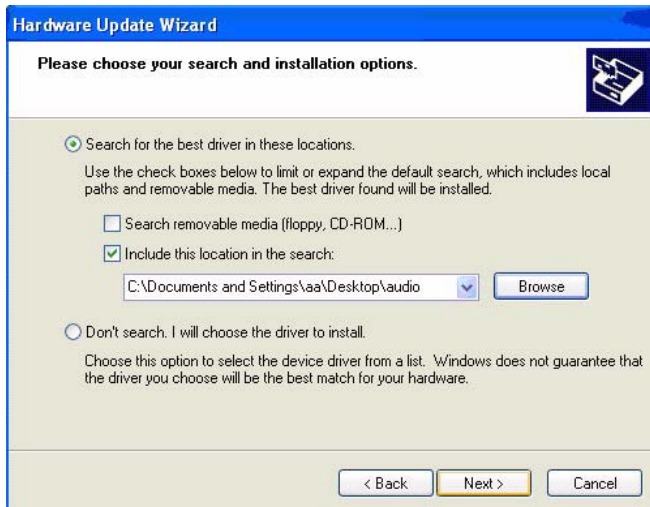 Hardware Update Wizard
Please choose your search and installation options.
Search for the best driver in these locations.
Use the check boxes below to limit or expand the default search, which includes local
paths and removable media. The best driver found will be installed.
Search removable media (floppy, CD-ROM...)
Include this location in the search:
C:\Documents and Settings\aa\Desktop\audio
Browse
Don't search. I will choose the driver to install.
Choose this option to select the device driver from a list. Windows does not guarantee that
the driver you choose will be the best match for your hardware.
< Back Next > Cancel